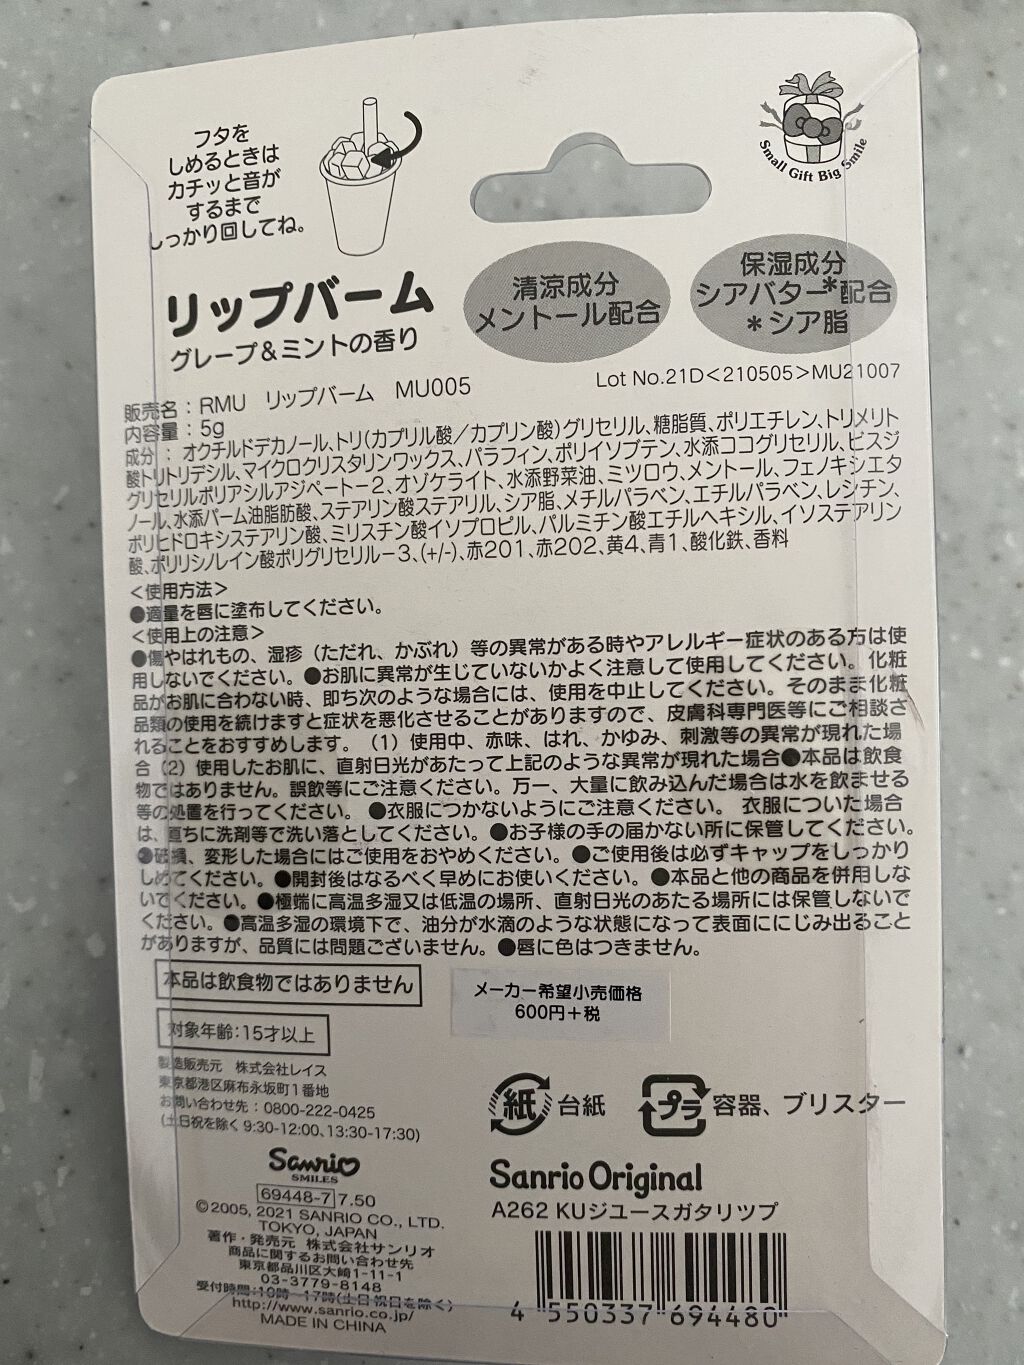 フタを
しめるときは
カチッと音が
するまで
しっかり回してね。
Small Gift Big Smile
リップバーム
グレープ&ミントの香り
清涼成分
メントール配合
保湿成分
シアバター*配合
*シア脂
Lot No.21D<210505>MU21007
販売名：RMU リップバーム MU005
内容量：5g
成分：オクチルドデカノール、トリ(カプリル酸/カプリン酸)グリセリル、糖脂質、ポリエチレン、トリメリト
酸トリトリデシル、マイクロクリスタリンワックス、パラフィン、ポリイソブテン、水添ココグリセリル、ビスジ
グリセリルポリアシルアジペート-2、オゾケライト、水添野菜油、ミツロウ、メントール、フェノキシエタ
ノール、水添パーム油脂肪酸、ステアリン酸ステアリル、シア脂、メチルパラベン、エチルパラベン、レシチン、
ポリヒドロキシステアリン酸、ミリスチン酸イソプロピル、パルミチン酸エチルヘキシル、イソステアリン
酸、ポリリシノレイン酸ポリグリセリル-3、(+/-)、赤201、赤202、黄4、青1、酸化鉄、香料
<使用方法>
●適量を唇に塗布してください。
<使用上の注意>
●傷やはれもの、湿疹（ただれ、かぶれ）等の異常がある時やアレルギー症状のある方は使
用しないでください。●お肌に異常が生じていないかよく注意して使用してください。化粧
品がお肌に合わない時、即ち次のような場合には、使用を中止してください。そのまま化粧
品類の使用を続けますと症状を悪化させることがありますので、皮膚科専門医等にご相談さ
れることをおすすめします。（1）使用中、赤味、はれ、かゆみ、刺激等の異常が現れた場
合（2）使用したお肌に、直射日光があたって上記のような異常が現れた場合●本品は飲食
物ではありません。誤飲等にご注意ください。万一、大量に飲み込んだ場合は水を飲ませる
等の処置を行ってください。●衣服につかないようにご注意ください。衣服についた場合
は、直ちに洗剤等で洗い落としてください。●お子様の手の届かない所に保管してください。
●破損、変形した場合にはご使用をおやめください。●ご使用後は必ずキャップをしっかり
しめてください。●開封後はなるべく早めにお使いください。●本品と他の商品を併用しな
いでください。●極端に高温多湿又は低温の場所、直射日光のあたる場所には保管しないで
ください。●高温多湿の環境下で、油分が水滴のような状態になって表面ににじみ出ること
がありますが、品質には問題ございません。●唇に色はつきません。
本品は飲食物ではありません
メーカー希望小売価格
600円+税
対象年齢：15才以上
製造販売元 株式会社レイス
東京都港区麻布永坂町1番地
お問い合わせ先：0800-222-0425
(土日祝を除く 9:30-12:00、13:30-17:30)
紙 台紙
プラ 容器、ブリスター
Sanrio
SMILES
69448-7 7.50
©2005, 2021 SANRIO CO., LTD.
TOKYO, JAPAN
著作・発売元 株式会社サンリオ
商品に関するお問い合わせ先
東京都品川区大崎1-11-1
03-3779-8148
受付時間：10時～17時(土日祝日を除く)
http://www.sanrio.co.jp/
MADE IN CHINA
Sanrio Original
A262 KUジユースガタリツプ
4 550337 694480